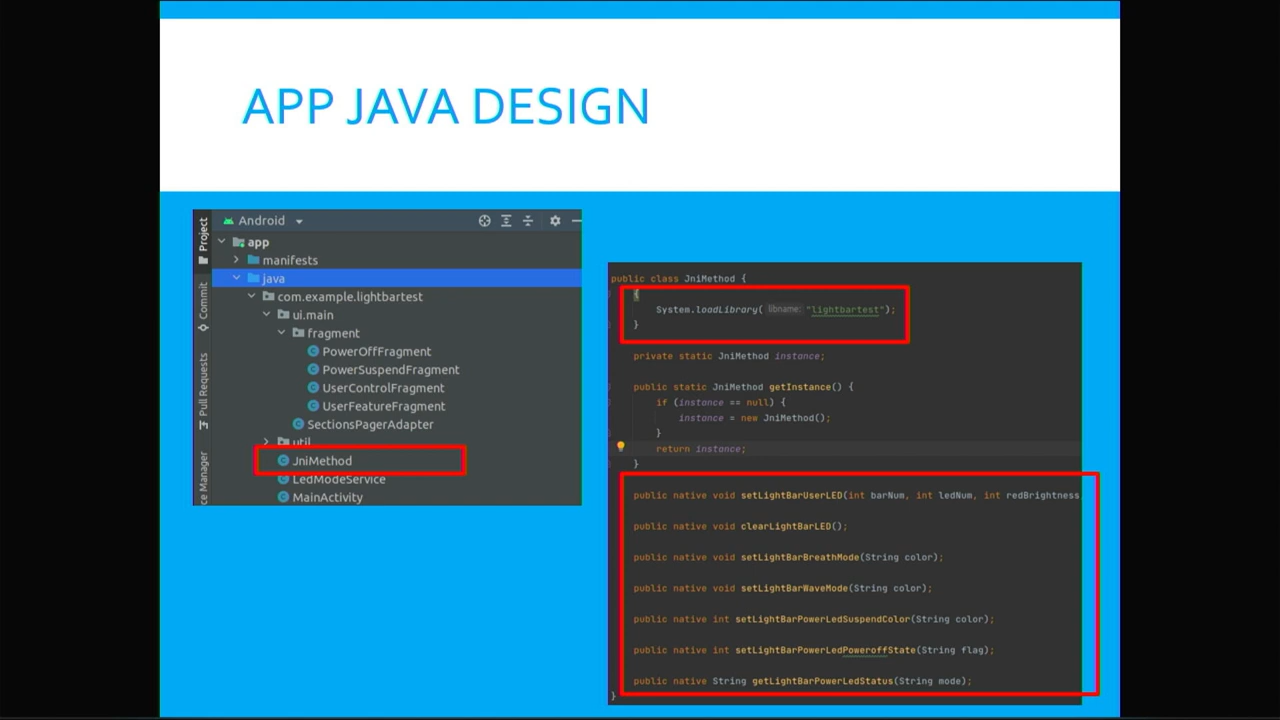 APP JAVA DESIGN
Project
Commit
Pull Requests
ce Manager
Android
app
manifests
java
com.example.lightbartest
ui.main
fragment
PowerOffFragment
PowerSuspendFragment
UserControlFragment
UserFeatureFragment
SectionsPagerAdapter
util
JniMethod
LedModeService
MainActivity
public class JniMethod {
{
System.loadLibrary( libname: "lightbartest");
}
private static JniMethod instance;
public static JniMethod getInstance() {
if (instance == null) {
instance = new JniMethod();
}
return instance;
}
public native void setLightBarUserLED(int barNum, int ledNum, int redBrightness,
public native void clearLightBarLED();
public native void setLightBarBreathMode(String color);
public native void setLightBarWaveMode(String color);
public native int setLightBarPowerLedSuspendColor(String color);
public native int setLightBarPowerLedPoweroffState(String flag);
public native String getLightBarPowerLedStatus(String mode);
}